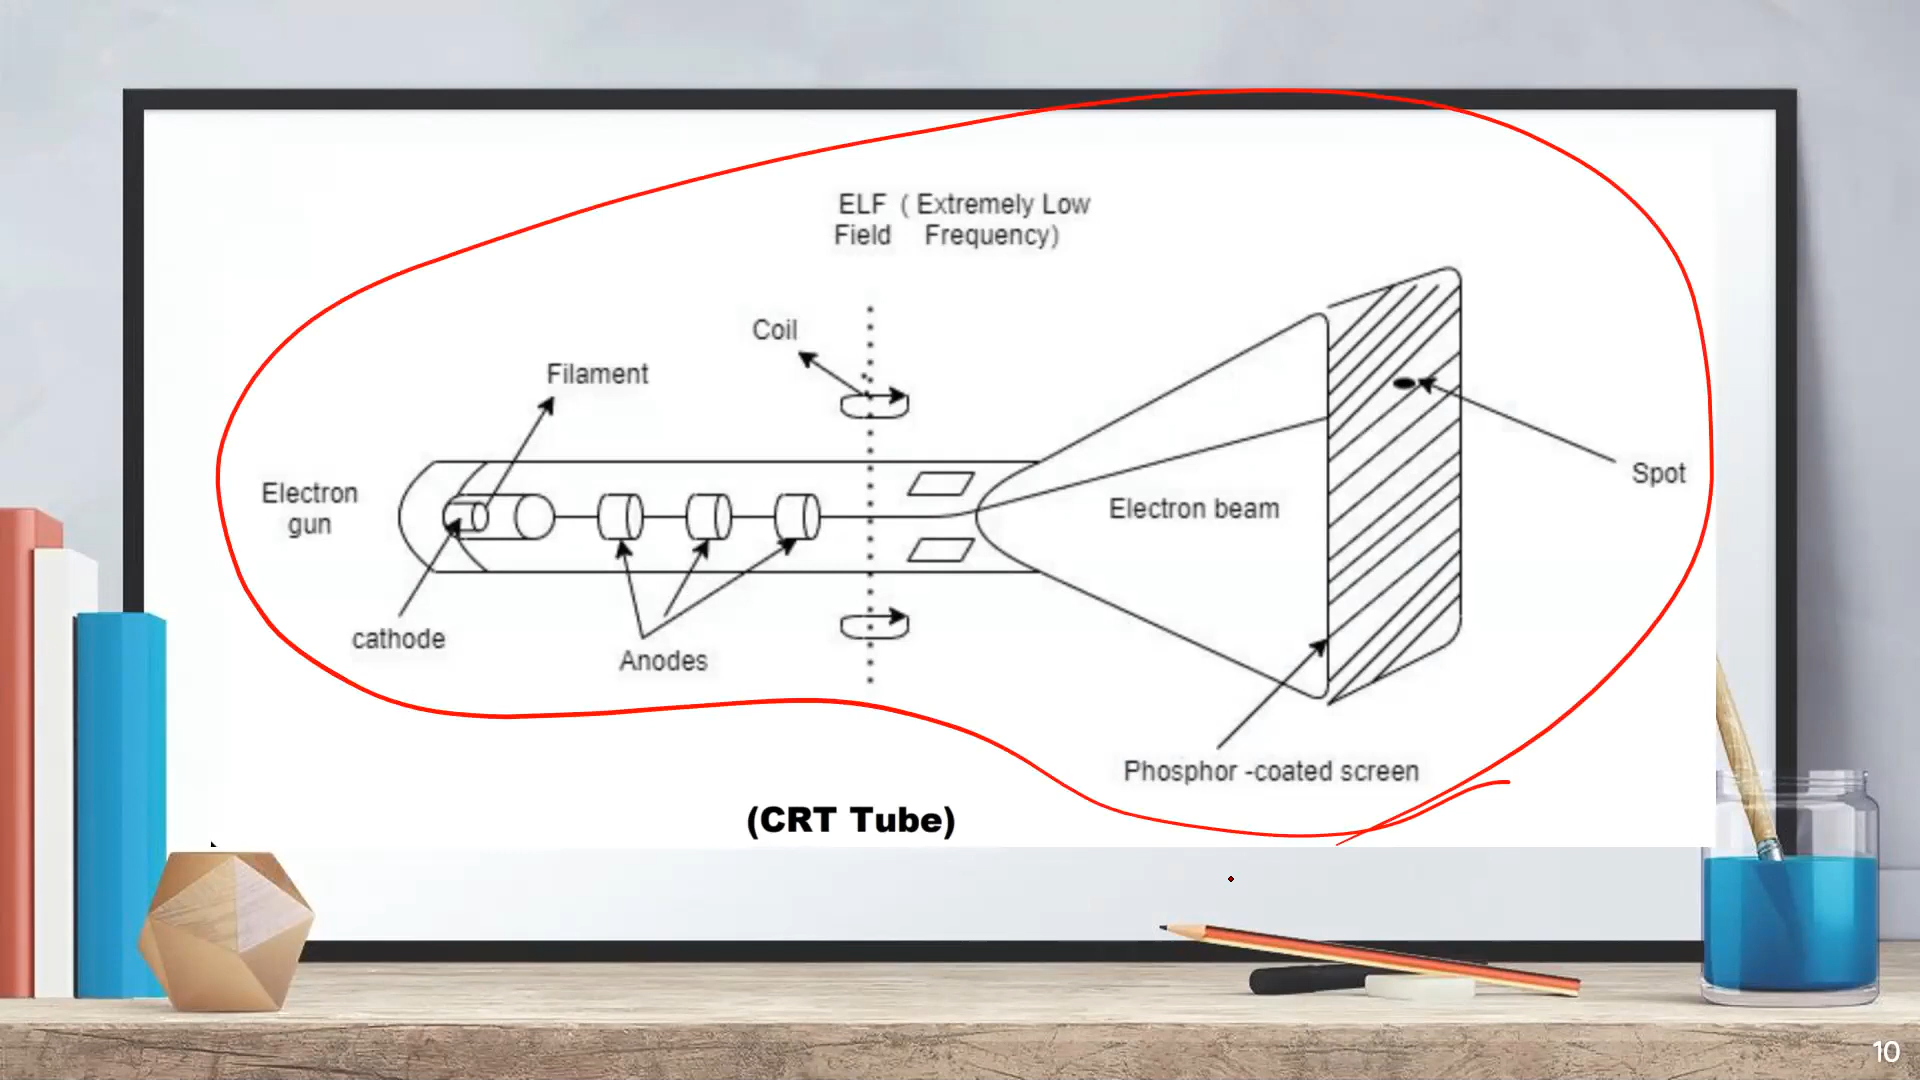 ELF ( Extremely Low
Field Frequency)
Coil
Filament
Electron
gun
Electron beam
Spot
cathode
Anodes
Phosphor -coated screen
(CRT Tube)
10